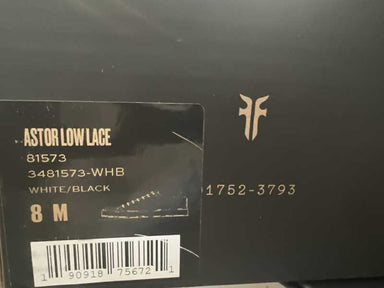 ASTOR LOW LACE
81573
3481573-WHB
WHITE/BLACK
8 M
1752-3793
1 90918 75672 1